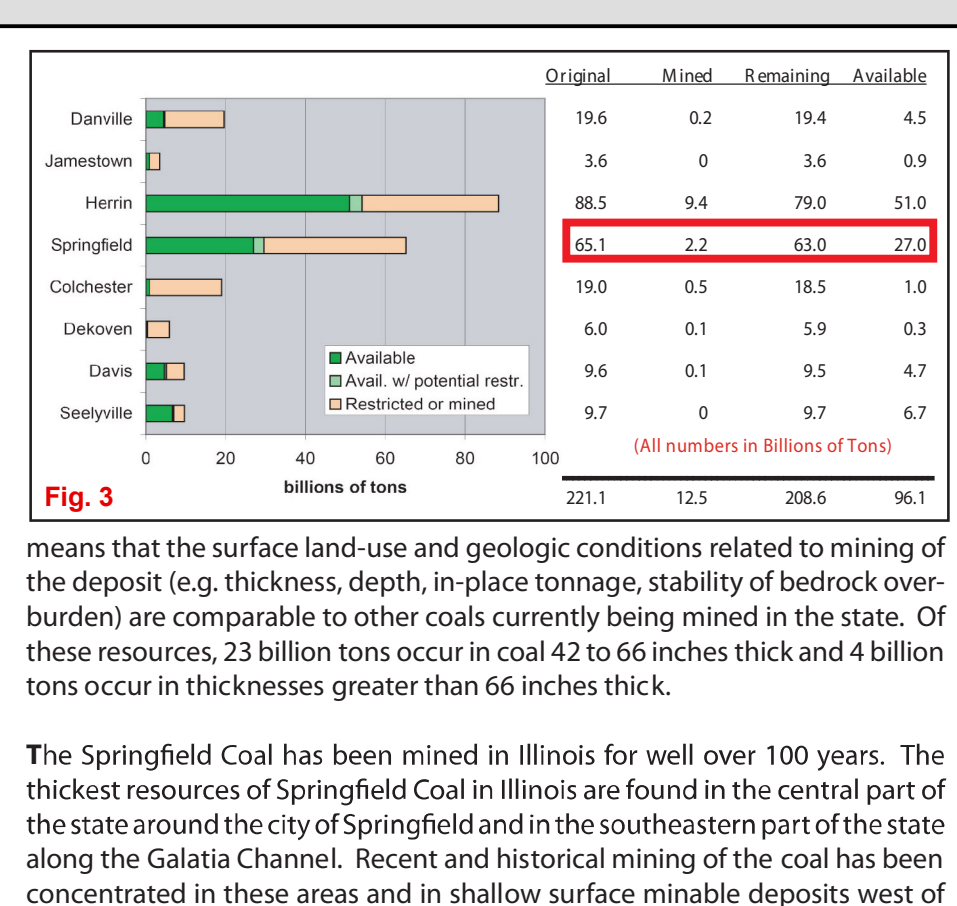 Original Mined Remaining Available
Danville 19.6 0.2 19.4 4.5
Jamestown 3.6 0 3.6 0.9
Herrin 88.5 9.4 79.0 51.0
Springfield 65.1 2.2 63.0 27.0
Colchester 19.0 0.5 18.5 1.0
Dekoven 6.0 0.1 5.9 0.3
Davis 9.6 0.1 9.5 4.7
Seelyville 9.7 0 9.7 6.7
Available
Avail. w/ potential restr.
Restricted or mined
0 20 40 60 80 100
billions of tons
(All numbers in Billions of Tons)
221.1 12.5 208.6 96.1
Fig. 3
means that the surface land-use and geologic conditions related to mining of
the deposit (e.g. thickness, depth, in-place tonnage, stability of bedrock over-
burden) are comparable to other coals currently being mined in the state. Of
these resources, 23 billion tons occur in coal 42 to 66 inches thick and 4 billion
tons occur in thicknesses greater than 66 inches thick.
The Springfield Coal has been mined in Illinois for well over 100 years. The
thickest resources of Springfield Coal in Illinois are found in the central part of
the state around the city of Springfield and in the southeastern part of the state
along the Galatia Channel. Recent and historical mining of the coal has been
concentrated in these areas and in shallow surface minable deposits west of